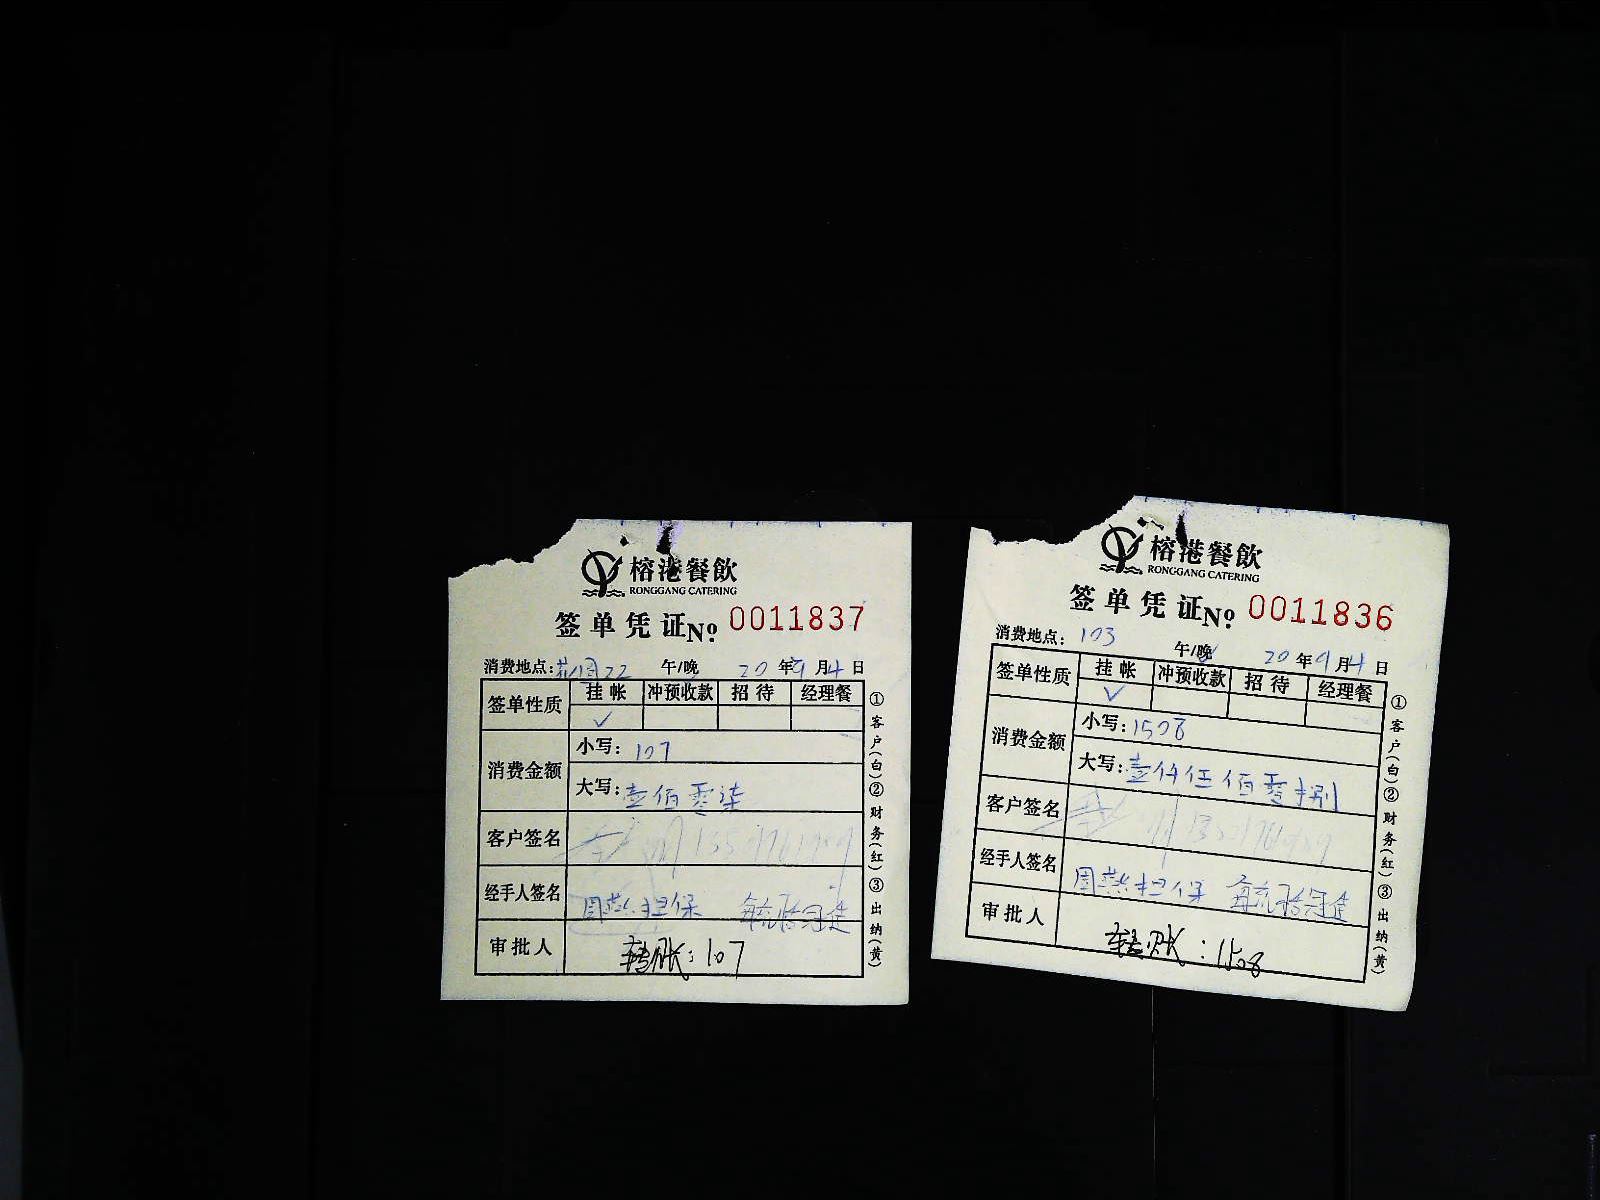 榕港餐飲
RONGGANG CATERING
签单凭证№ 0011837
消费地点:花园22 午/晚 20年9月4日
签单性质 挂帐 冲预收款 招待 经理餐
✓
消费金额 小写: 107
大写: 壹佰零柒
客户签名
经手人签名 周燕担保
审批人 转账: 107
①客户(白)②财务(红)③出纳(黄)
榕港餐飲
RONGGANG CATERING
签单凭证№ 0011836
消费地点: 103 午/晚 20年9月4日
签单性质 挂帐 冲预收款 招待 经理餐
✓
消费金额 小写: 1508
大写: 壹仟伍佰零捌
客户签名
经手人签名 周燕担保
审批人 转账: 1508
①客户(白)②财务(红)③出纳(黄)